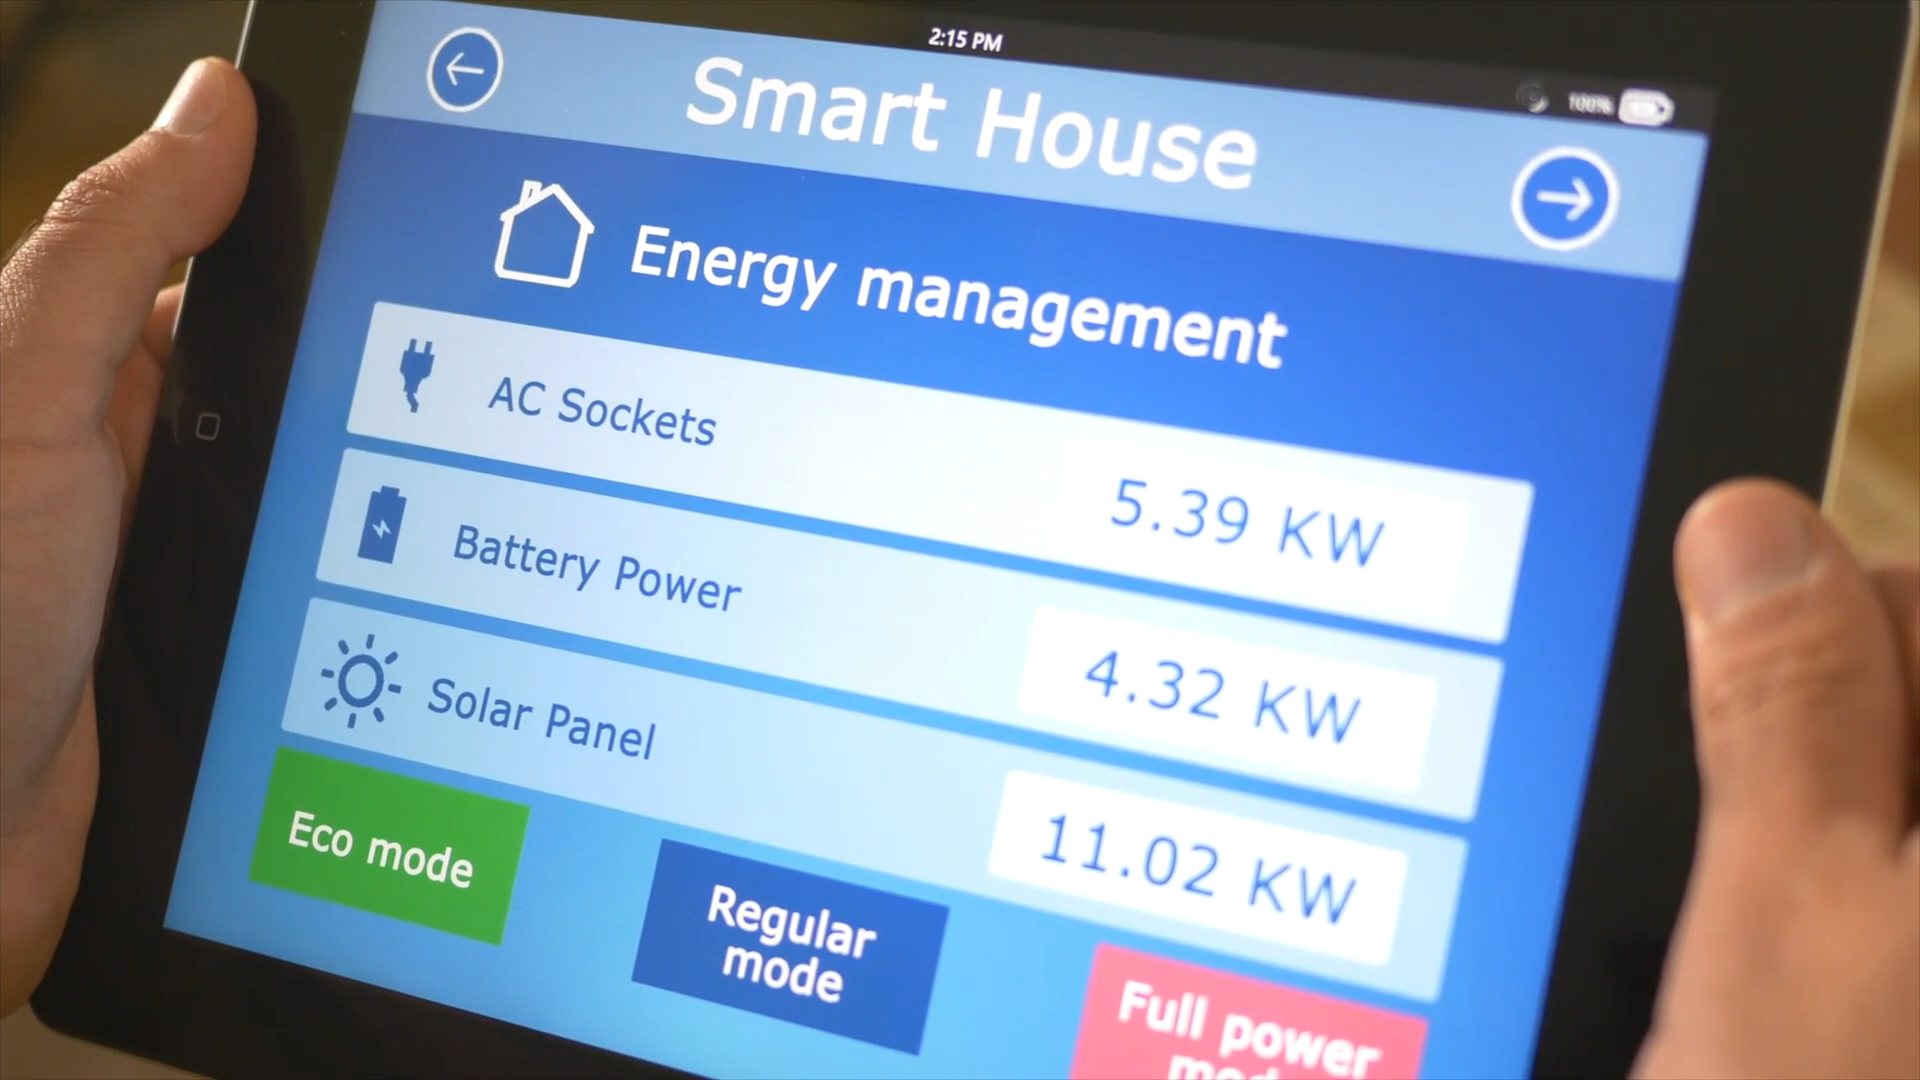 2:15 PM
100%
Smart House
Energy management
AC Sockets
5.39 KW
Battery Power
4.32 KW
Solar Panel
11.02 KW
Eco mode
Regular
mode
Full power